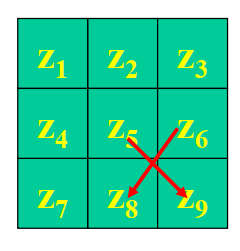 z₁ z₂ z₃
z₄ z₅ z₆
z₇ z₈ z₉